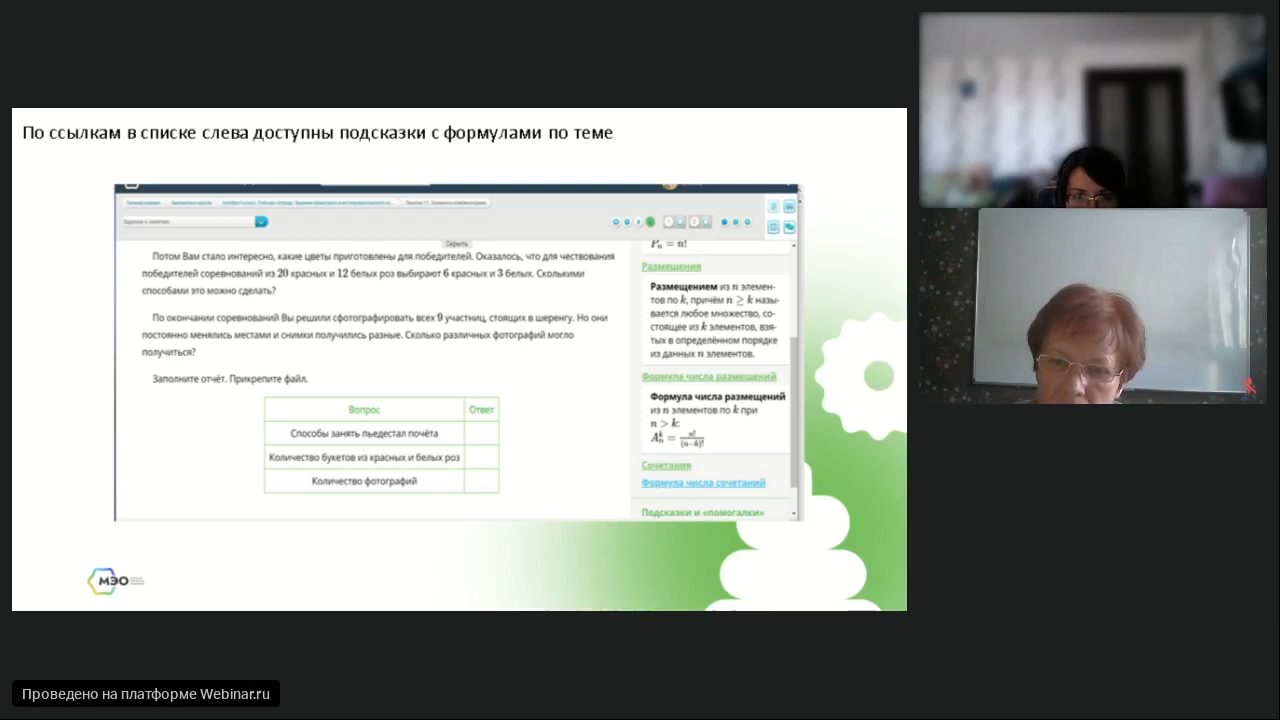 По ссылкам в списке слева доступны подсказки с формулами по теме
Скрыть
Потом Вам стало интересно, какие цветы приготовлены для победителей. Оказалось, что для чествования
победителей соревнований из 20 красных и 12 белых роз выбирают 6 красных и 3 белых. Сколькими
способами это можно сделать?
По окончании соревнований Вы решили сфотографировать всех 9 участниц, стоящих в шеренгу. Но они
постоянно менялись местами и снимки получились разные. Сколько различных фотографий могло
получиться?
Заполните отчёт. Прикрепите файл.
Вопрос Ответ
Способы занять пьедестал почёта
Количество букетов из красных и белых роз
Количество фотографий
Pₙ = n!
Размещения
Размещением из n элемен-
тов по k, причём n ≥ k назы-
вается любое множество, со-
стоящее из k элементов, взя-
тых в определённом порядке
из данных n элементов.
Формула числа размещений
Формула числа размещений
из n элементов по k при
n > k:
Aₙᵏ = n!/(n−k)!
Сочетания
Формула числа сочетаний
Подсказки и «помогалки»
МЭО
Проведено на платформе Webinar.ru